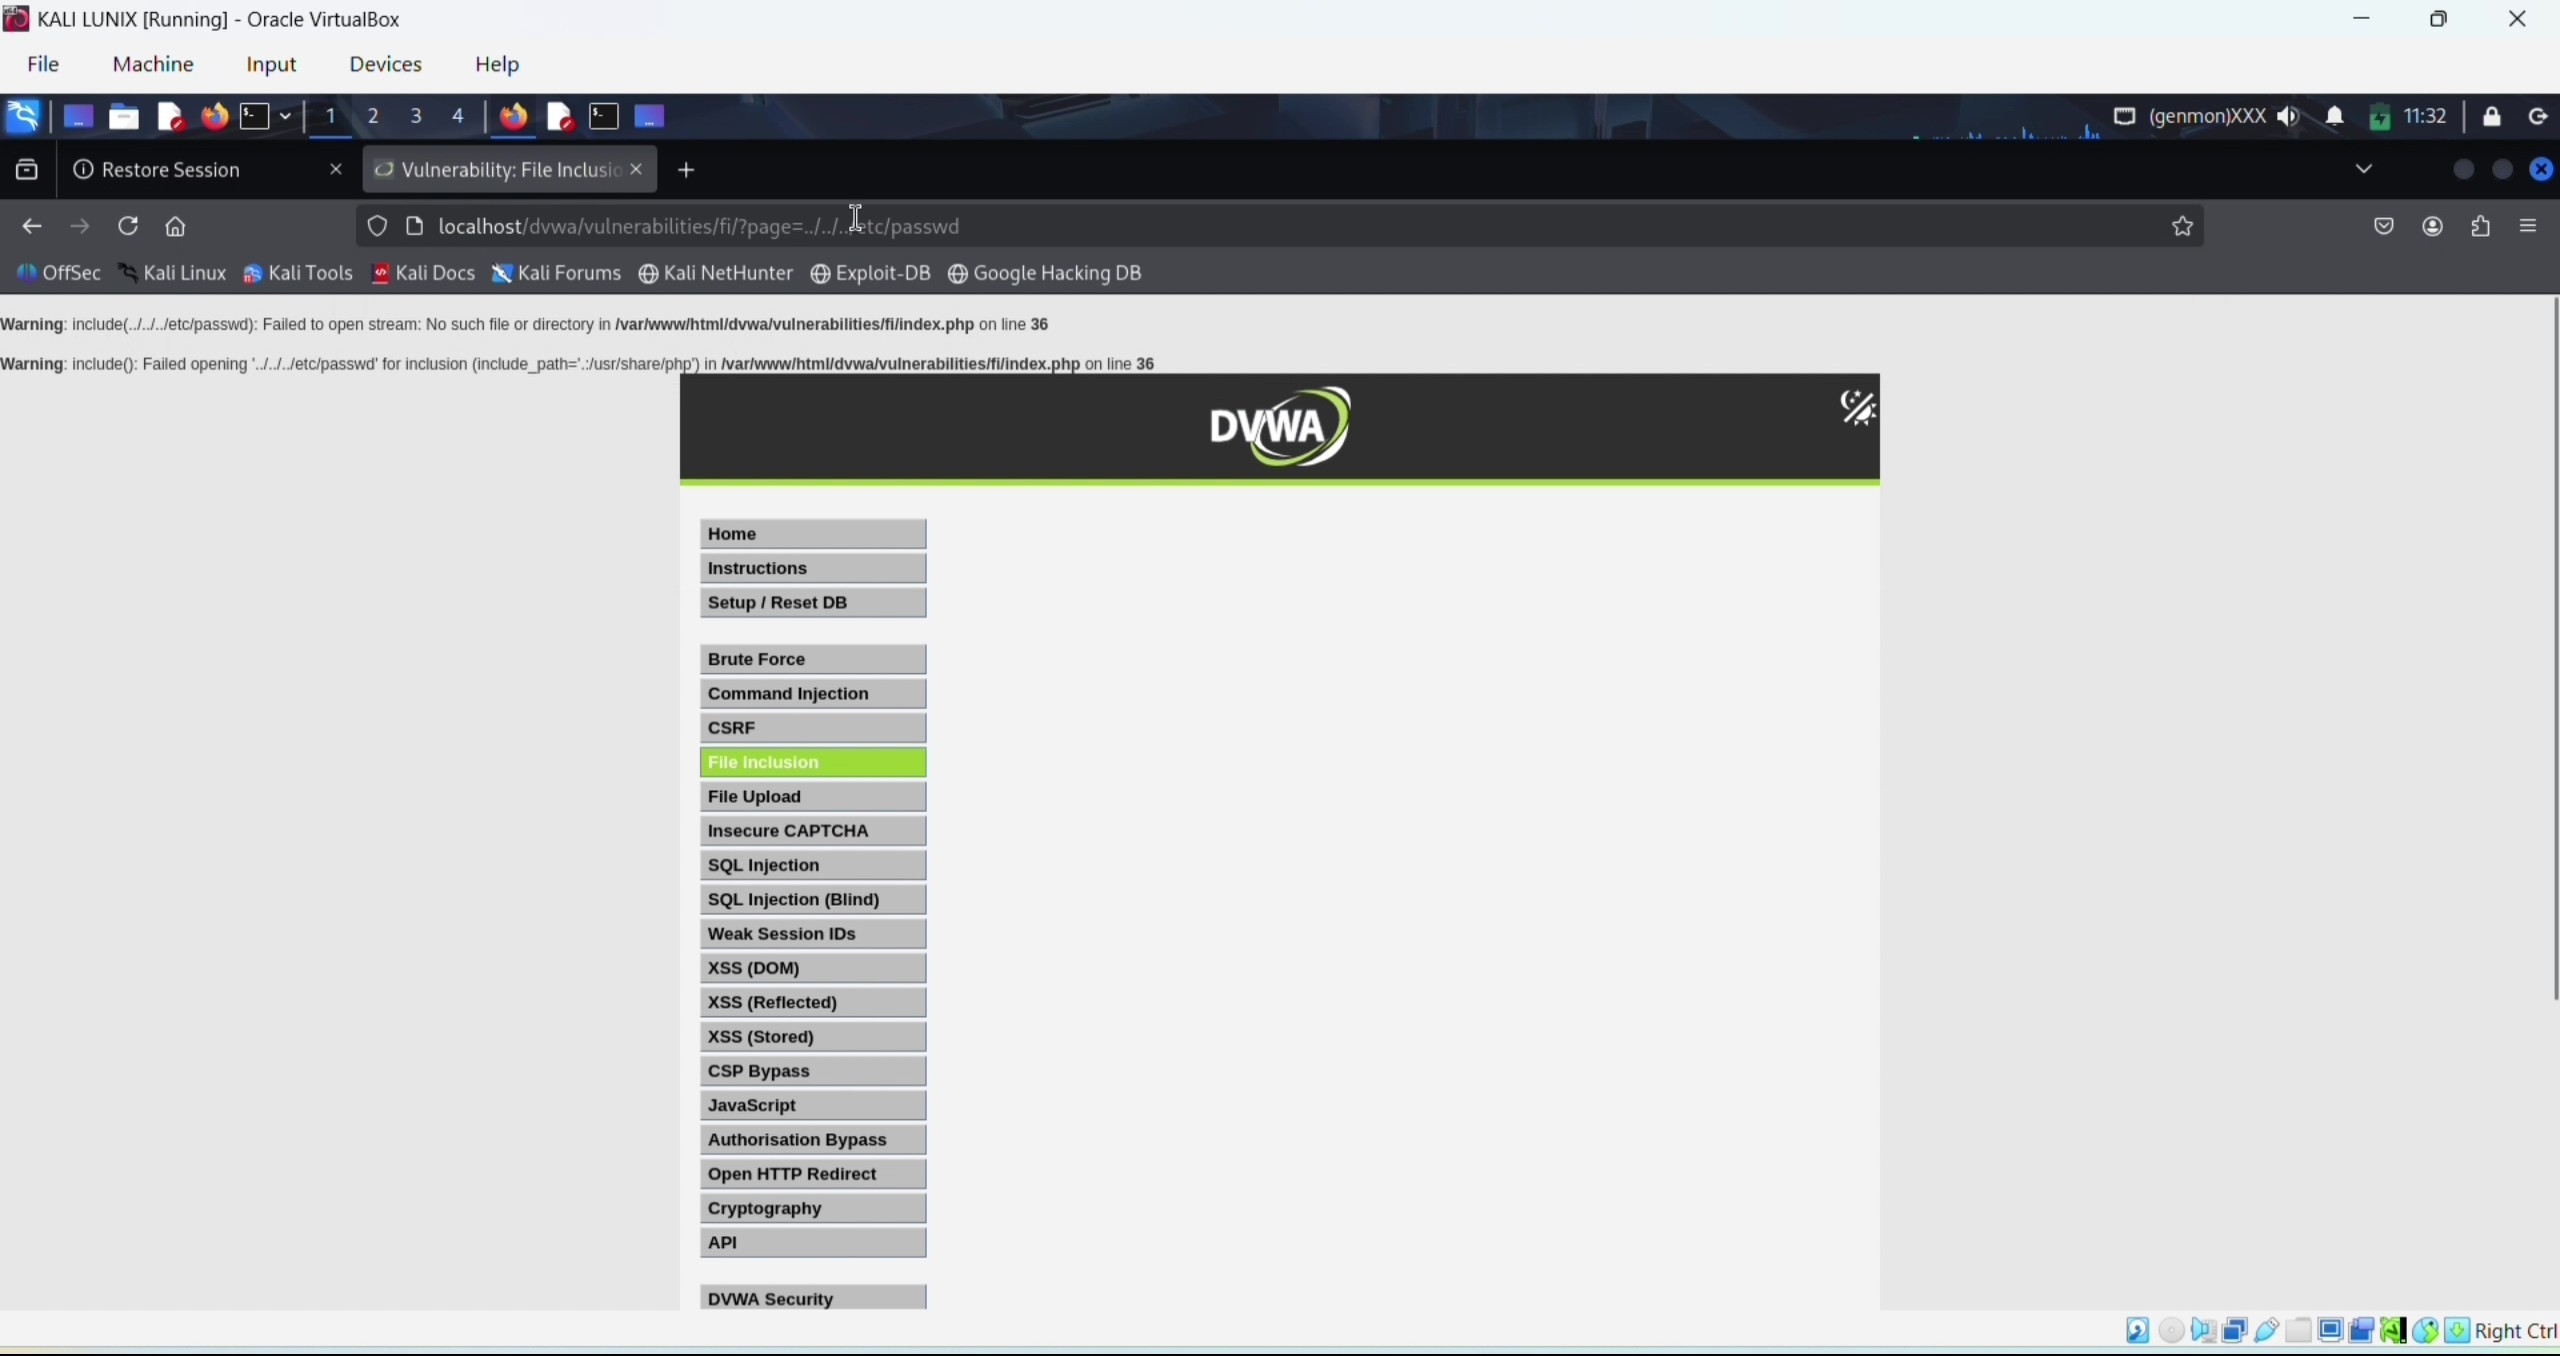 KALI LUNIX [Running] - Oracle VirtualBox
File Machine Input Devices Help
1 2 3 4 (genmon)XXX 11:32
Restore Session Vulnerability: File Inclusio
localhost/dvwa/vulnerabilities/fi/?page=../../../etc/passwd
OffSec Kali Linux Kali Tools Kali Docs Kali Forums Kali NetHunter Exploit-DB Google Hacking DB
Warning: include(../../../etc/passwd): Failed to open stream: No such file or directory in /var/www/html/dvwa/vulnerabilities/fi/index.php on line 36
Warning: include(): Failed opening '../../../etc/passwd' for inclusion (include_path='.:/usr/share/php') in /var/www/html/dvwa/vulnerabilities/fi/index.php on line 36
DVWA
Home
Instructions
Setup / Reset DB
Brute Force
Command Injection
CSRF
File Inclusion
File Upload
Insecure CAPTCHA
SQL Injection
SQL Injection (Blind)
Weak Session IDs
XSS (DOM)
XSS (Reflected)
XSS (Stored)
CSP Bypass
JavaScript
Authorisation Bypass
Open HTTP Redirect
Cryptography
API
DVWA Security
Right Ctrl